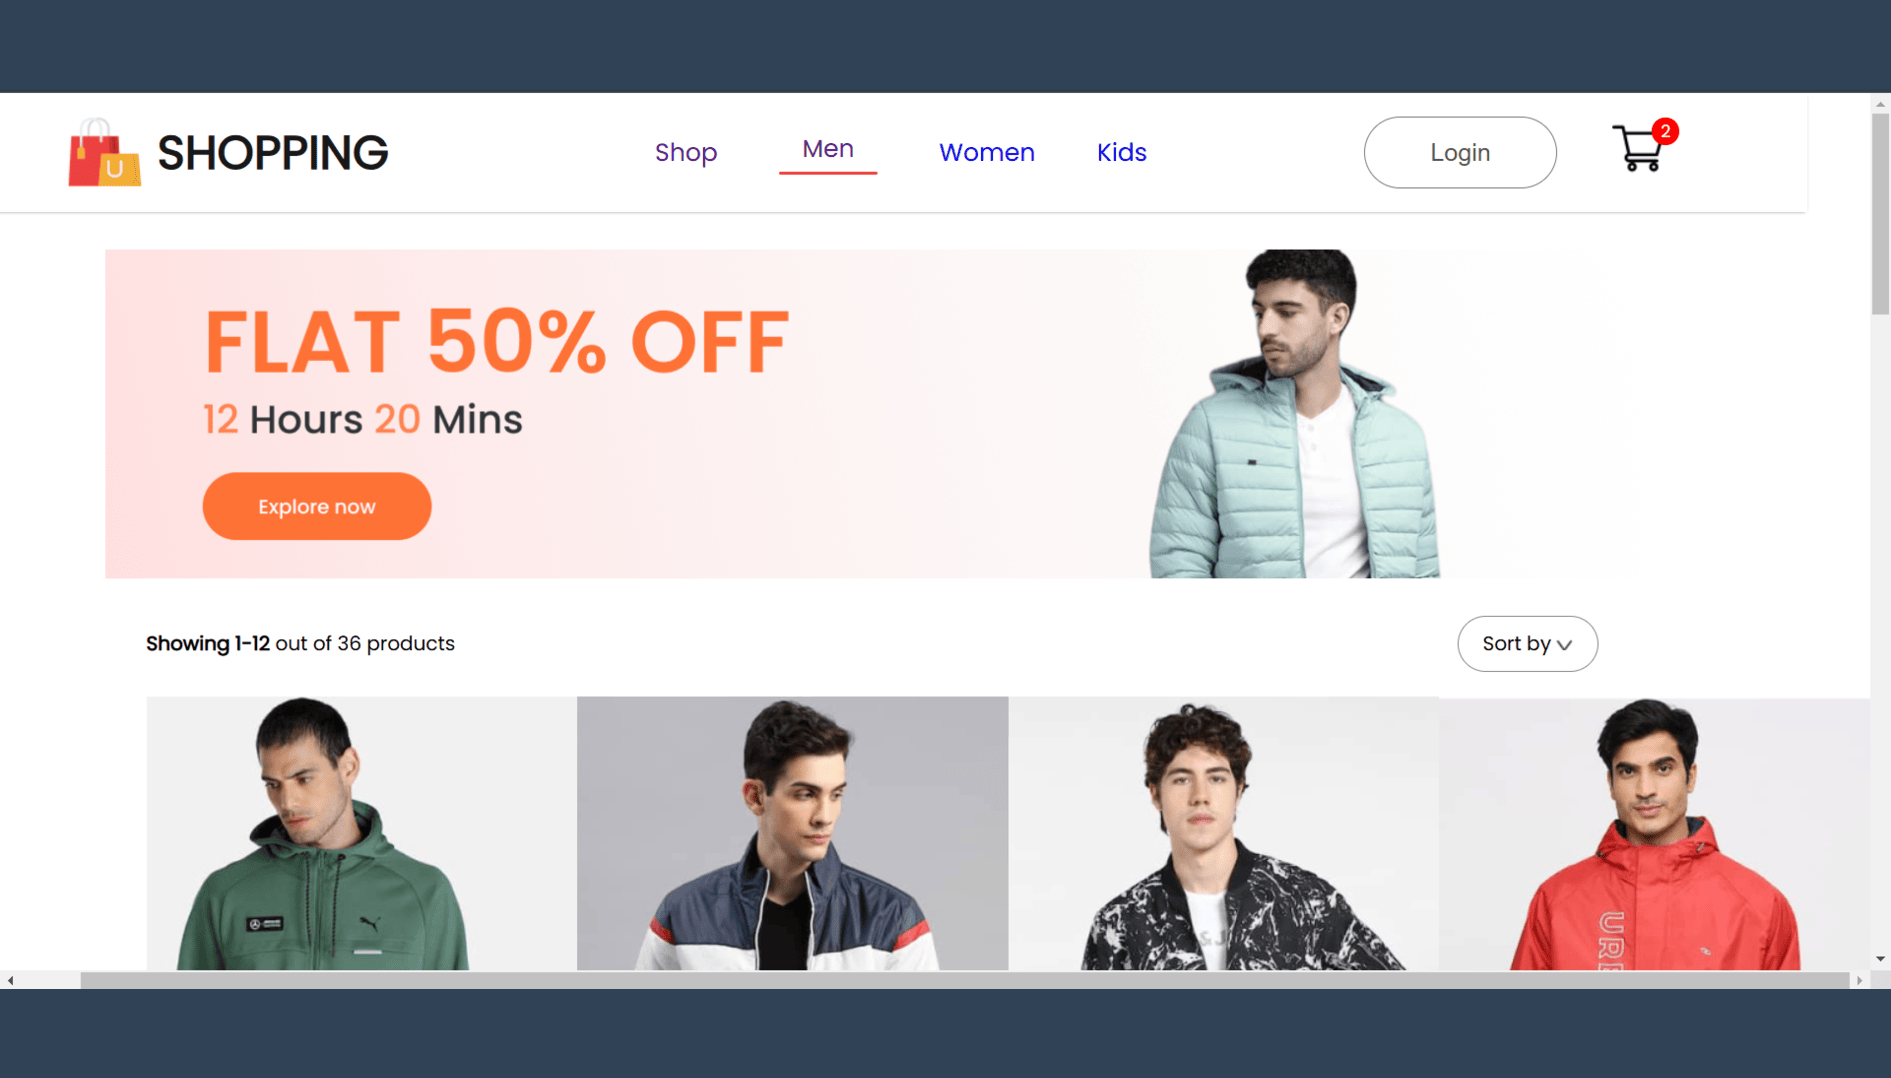 U
SHOPPING
Shop
Men
Women
Kids
Login
2
FLAT 50% OFF
12 Hours 20 Mins
Explore now
Showing 1-12 out of 36 products
Sort by
URB